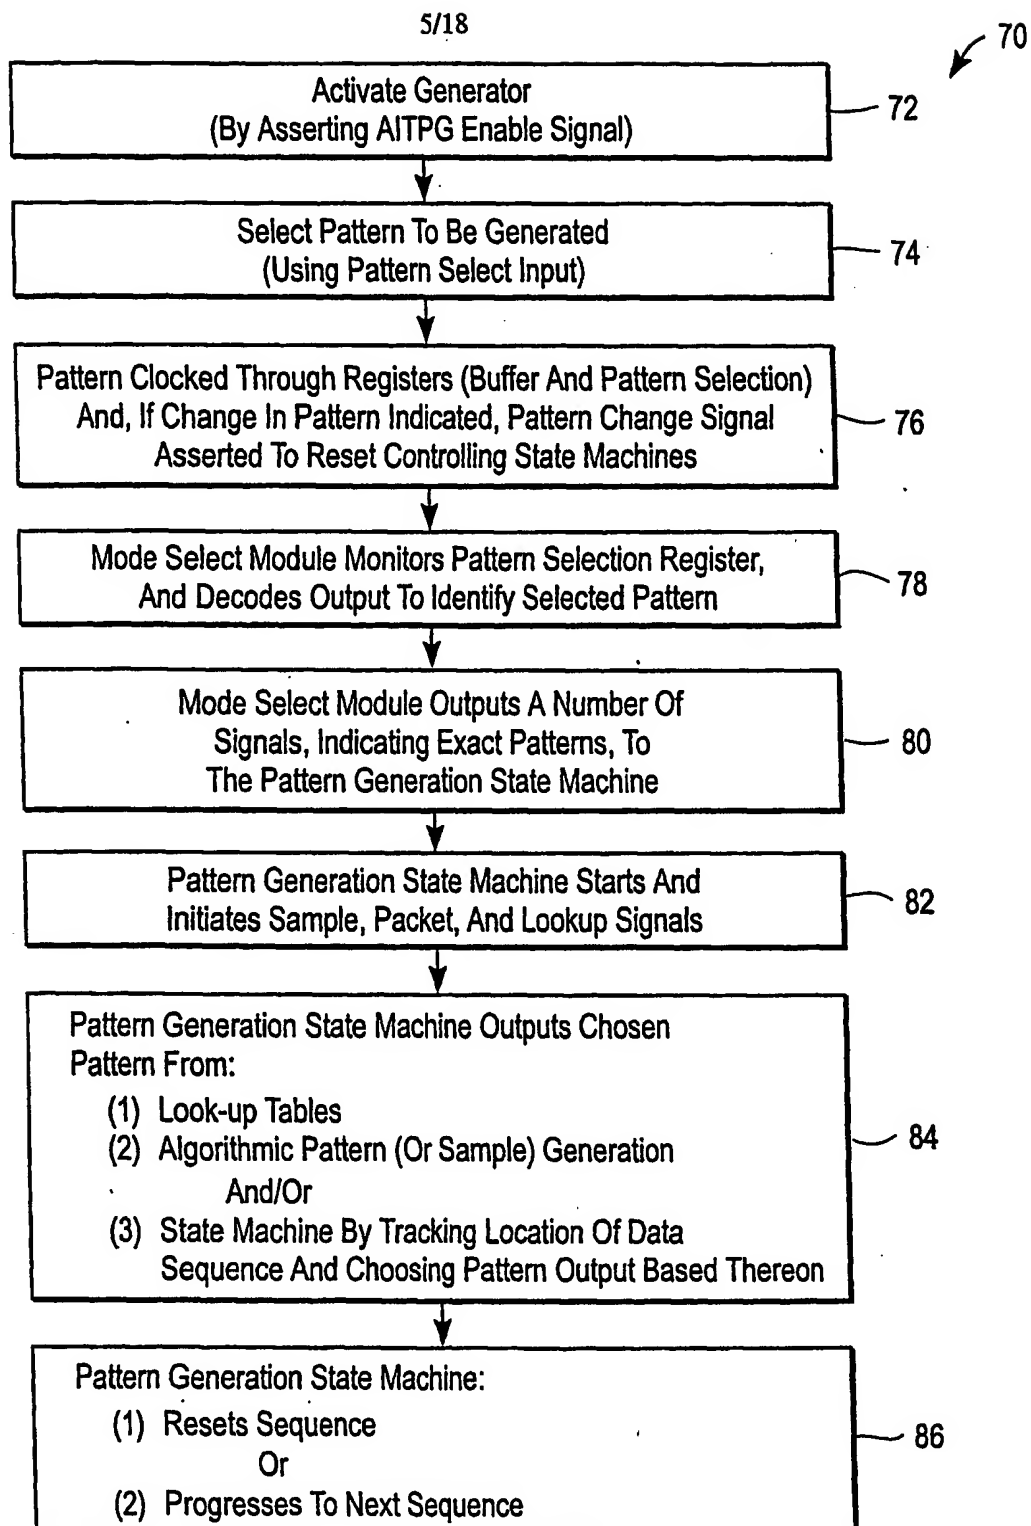 5/18
70
Activate Generator
(By Asserting AITPG Enable Signal)
72
Select Pattern To Be Generated
(Using Pattern Select Input)
74
Pattern Clocked Through Registers (Buffer And Pattern Selection)
And, If Change In Pattern Indicated, Pattern Change Signal
Asserted To Reset Controlling State Machines
76
Mode Select Module Monitors Pattern Selection Register,
And Decodes Output To Identify Selected Pattern
78
Mode Select Module Outputs A Number Of
Signals, Indicating Exact Patterns, To
The Pattern Generation State Machine
80
Pattern Generation State Machine Starts And
Initiates Sample, Packet, And Lookup Signals
82
Pattern Generation State Machine Outputs Chosen
Pattern From:
(1) Look-up Tables
(2) Algorithmic Pattern (Or Sample) Generation
And/Or
(3) State Machine By Tracking Location Of Data
Sequence And Choosing Pattern Output Based Thereon
84
Pattern Generation State Machine:
(1) Resets Sequence
Or
(2) Progresses To Next Sequence
86